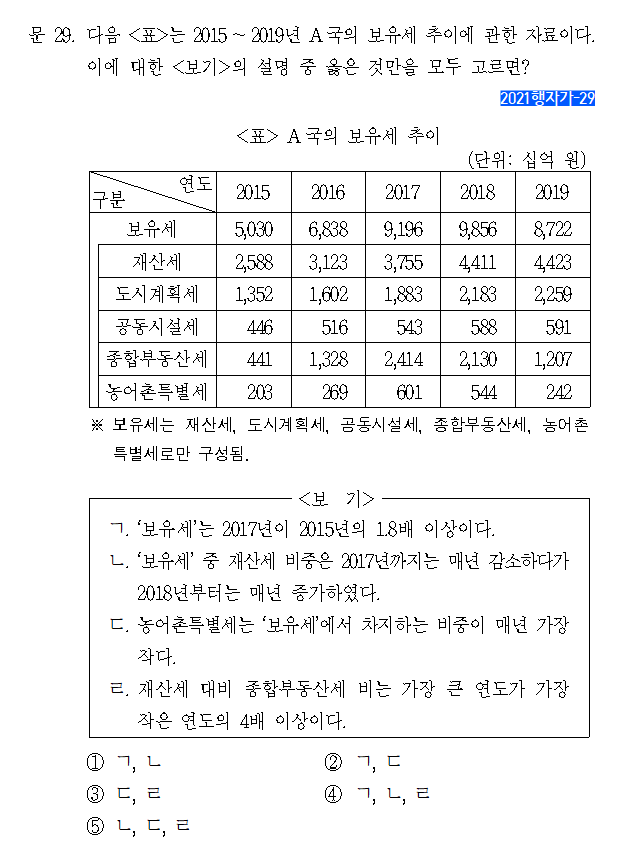 문 29. 다음 <표>는 2015 ~ 2019년 A국의 보유세 추이에 관한 자료이다.
이에 대한 <보기>의 설명 중 옳은 것만을 모두 고르면?
2021행자가-29
<표> A국의 보유세 추이
(단위: 십억 원)
구분 연도 2015 2016 2017 2018 2019
보유세 5,030 6,838 9,196 9,856 8,722
재산세 2,588 3,123 3,755 4,411 4,423
도시계획세 1,352 1,602 1,883 2,183 2,259
공동시설세 446 516 543 588 591
종합부동산세 441 1,328 2,414 2,130 1,207
농어촌특별세 203 269 601 544 242
※ 보유세는 재산세, 도시계획세, 공동시설세, 종합부동산세, 농어촌
특별세로만 구성됨.
<보 기>
ㄱ. ‘보유세’는 2017년이 2015년의 1.8배 이상이다.
ㄴ. ‘보유세’ 중 재산세 비중은 2017년까지는 매년 감소하다가
2018년부터는 매년 증가하였다.
ㄷ. 농어촌특별세는 ‘보유세’에서 차지하는 비중이 매년 가장
작다.
ㄹ. 재산세 대비 종합부동산세 비는 가장 큰 연도가 가장
작은 연도의 4배 이상이다.
① ㄱ, ㄴ ② ㄱ, ㄷ
③ ㄷ, ㄹ ④ ㄱ, ㄴ, ㄹ
⑤ ㄴ, ㄷ, ㄹ